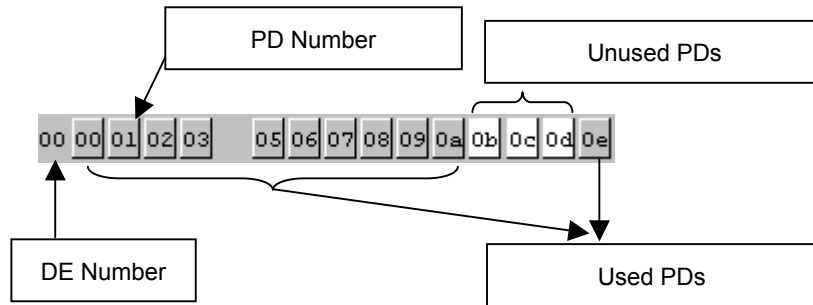 PD Number
Unused PDs
00 00 01 02 03 05 06 07 08 09 0a 0b 0c 0d 0e
DE Number
Used PDs